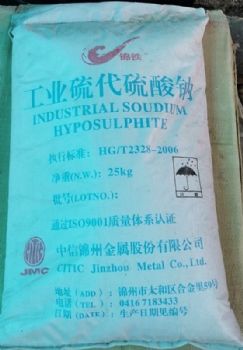 锦铁
工业硫代硫酸钠
INDUSTRIAL SOUDIUM
HYPOSULPHITE
执行标准: HG/T2328-2006
净重(N.W.): 25kg
批号(LOTNO.):
通过ISO9001质量体系认证
JMC
中信锦州金属股份有限公司
CITIC Jinzhou Metal Co., Ltd.
地址(ADD): 锦州市太和区合金里59号
电话(TEL): 0416 7183433
日期(DATE): 生产日期见编号